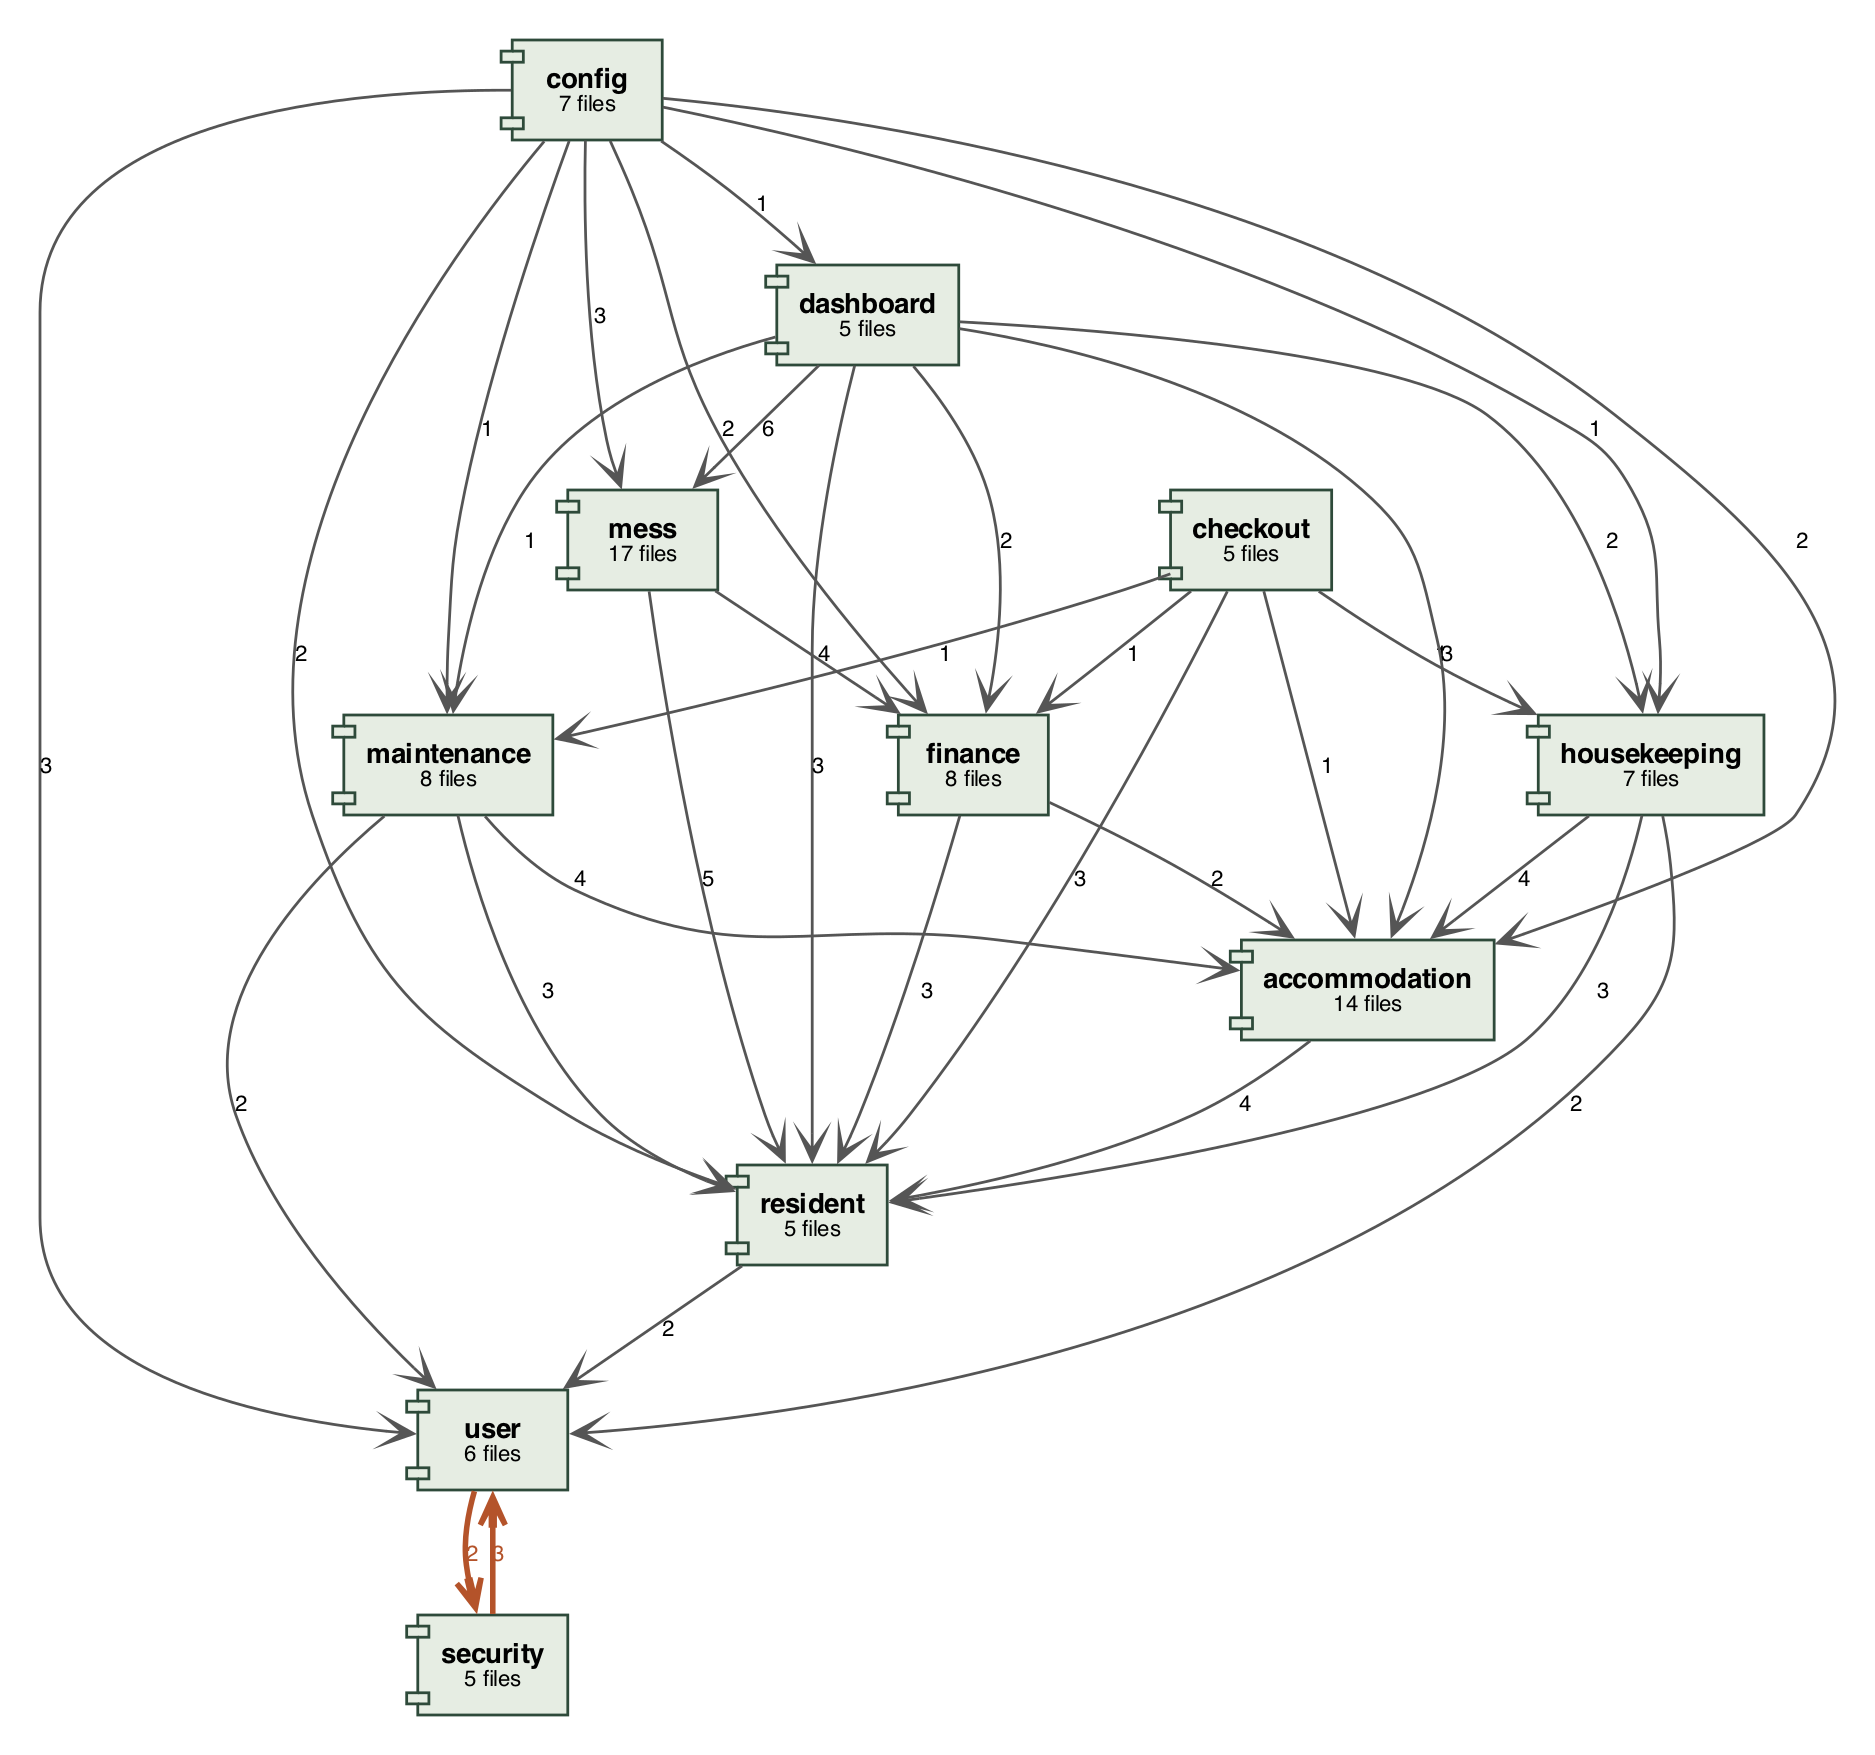 config
7 files
1
dashboard
5 files
3
1
2
6
1
2
1
2
2
2
mess
17 files
checkout
5 files
2
4
1
1
3
3
maintenance
8 files
finance
8 files
housekeeping
7 files
3
1
4
5
3
2
4
accommodation
14 files
3
3
3
2
4
2
resident
5 files
2
user
6 files
2
3
security
5 files